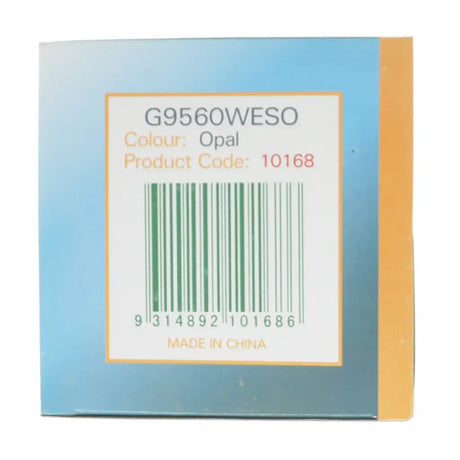 G9560WESO
Colour: Opal
Product Code: 10168
9 314892 101686
MADE IN CHINA